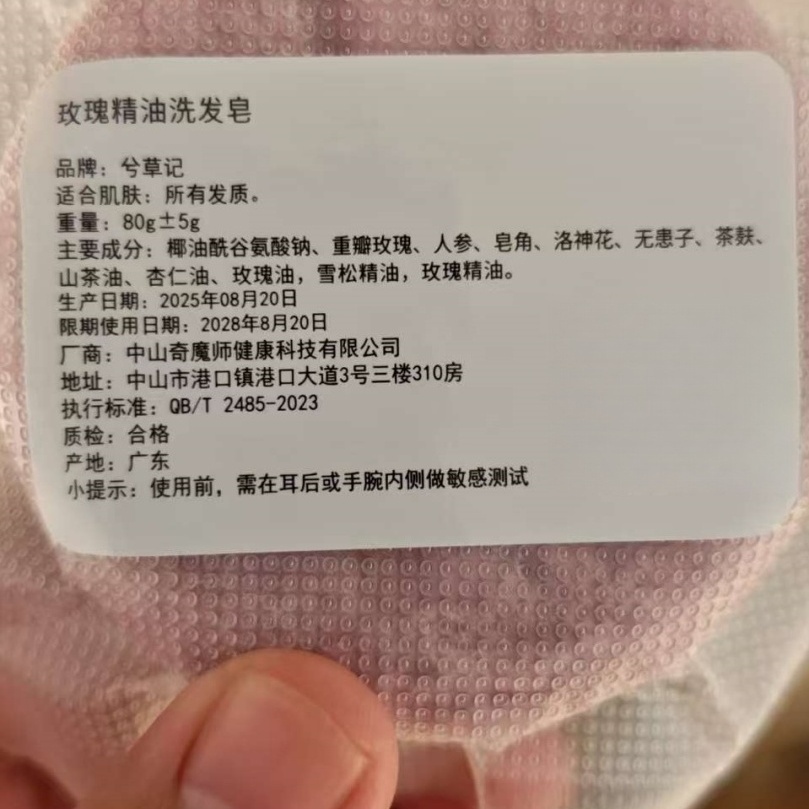 玫瑰精油洗发皂
品牌：兮草记
适合肌肤：所有发质。
重量：80g±5g
主要成分：椰油酰谷氨酸钠、重瓣玫瑰、人参、皂角、洛神花、无患子、茶麸、
山茶油、杏仁油、玫瑰油，雪松精油，玫瑰精油。
生产日期：2025年08月20日
限期使用日期：2028年8月20日
厂商：中山奇魔师健康科技有限公司
地址：中山市港口镇港口大道3号三楼310房
执行标准：QB/T 2485-2023
质检：合格
产地：广东
小提示：使用前，需在耳后或手腕内侧做敏感测试